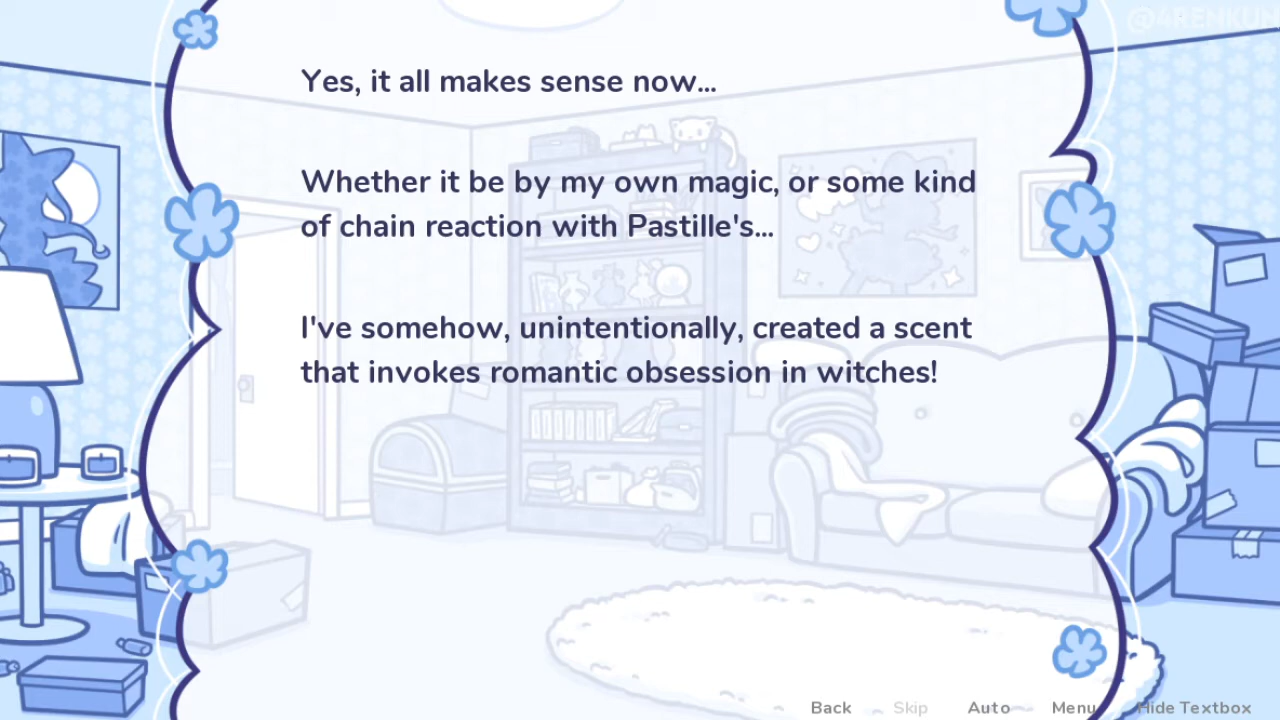 @4RENKUN
Yes, it all makes sense now...
Whether it be by my own magic, or some kind
of chain reaction with Pastille's...
I've somehow, unintentionally, created a scent
that invokes romantic obsession in witches!
Back Skip Auto Menu Hide Textbox